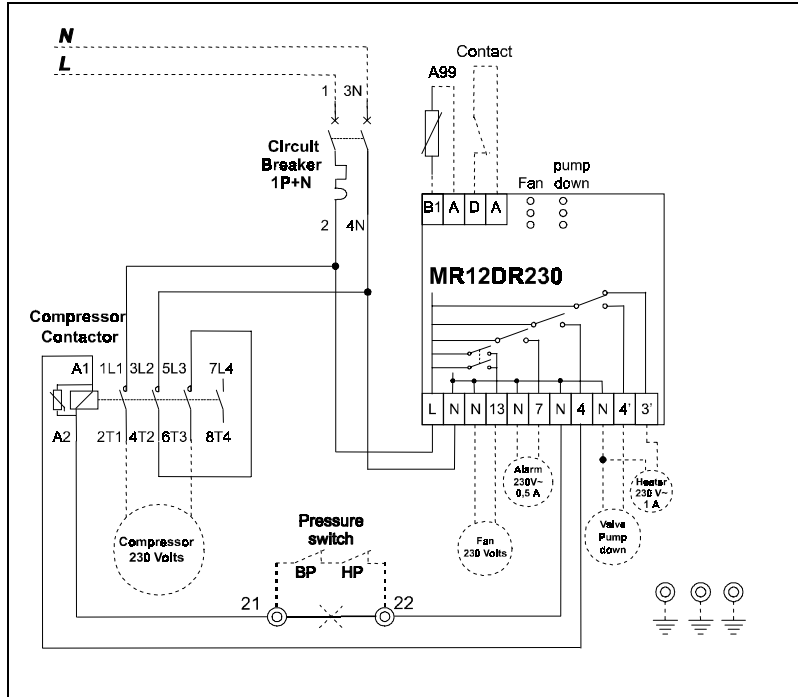 N
L
1 3N
Circuit
Breaker
1P+N
2 4N
A99
Contact
Fan
pump
down
B1 A D A
MR12DR230
Compressor
Contactor
A1 1L1 3L2 5L3 7L4
A2 2T1 4T2 6T3 8T4
L N N 13 N 7 N 4 N 4' 3'
Alarm
230V~
0,5 A
Heater
230 V~
1 A
Compressor
230 Volts
Fan
230 Volts
Valve
Pump
down
Pressure
switch
BP HP
21 22